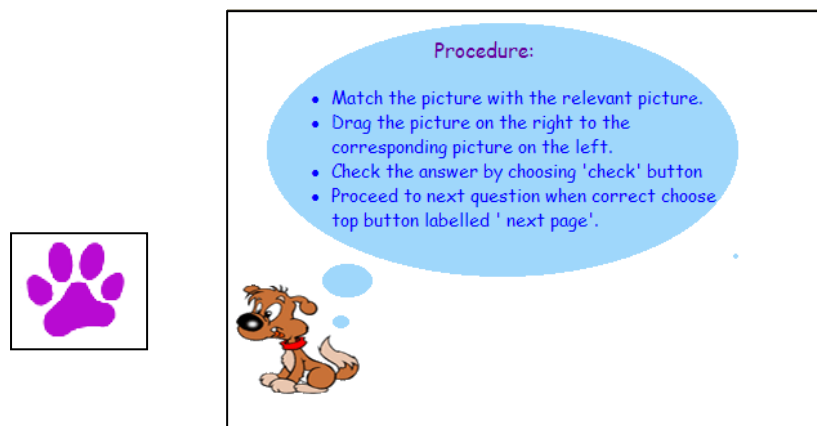 Procedure:
• Match the picture with the relevant picture.
• Drag the picture on the right to the
corresponding picture on the left.
• Check the answer by choosing 'check' button
• Proceed to next question when correct choose
top button labelled ' next page'.